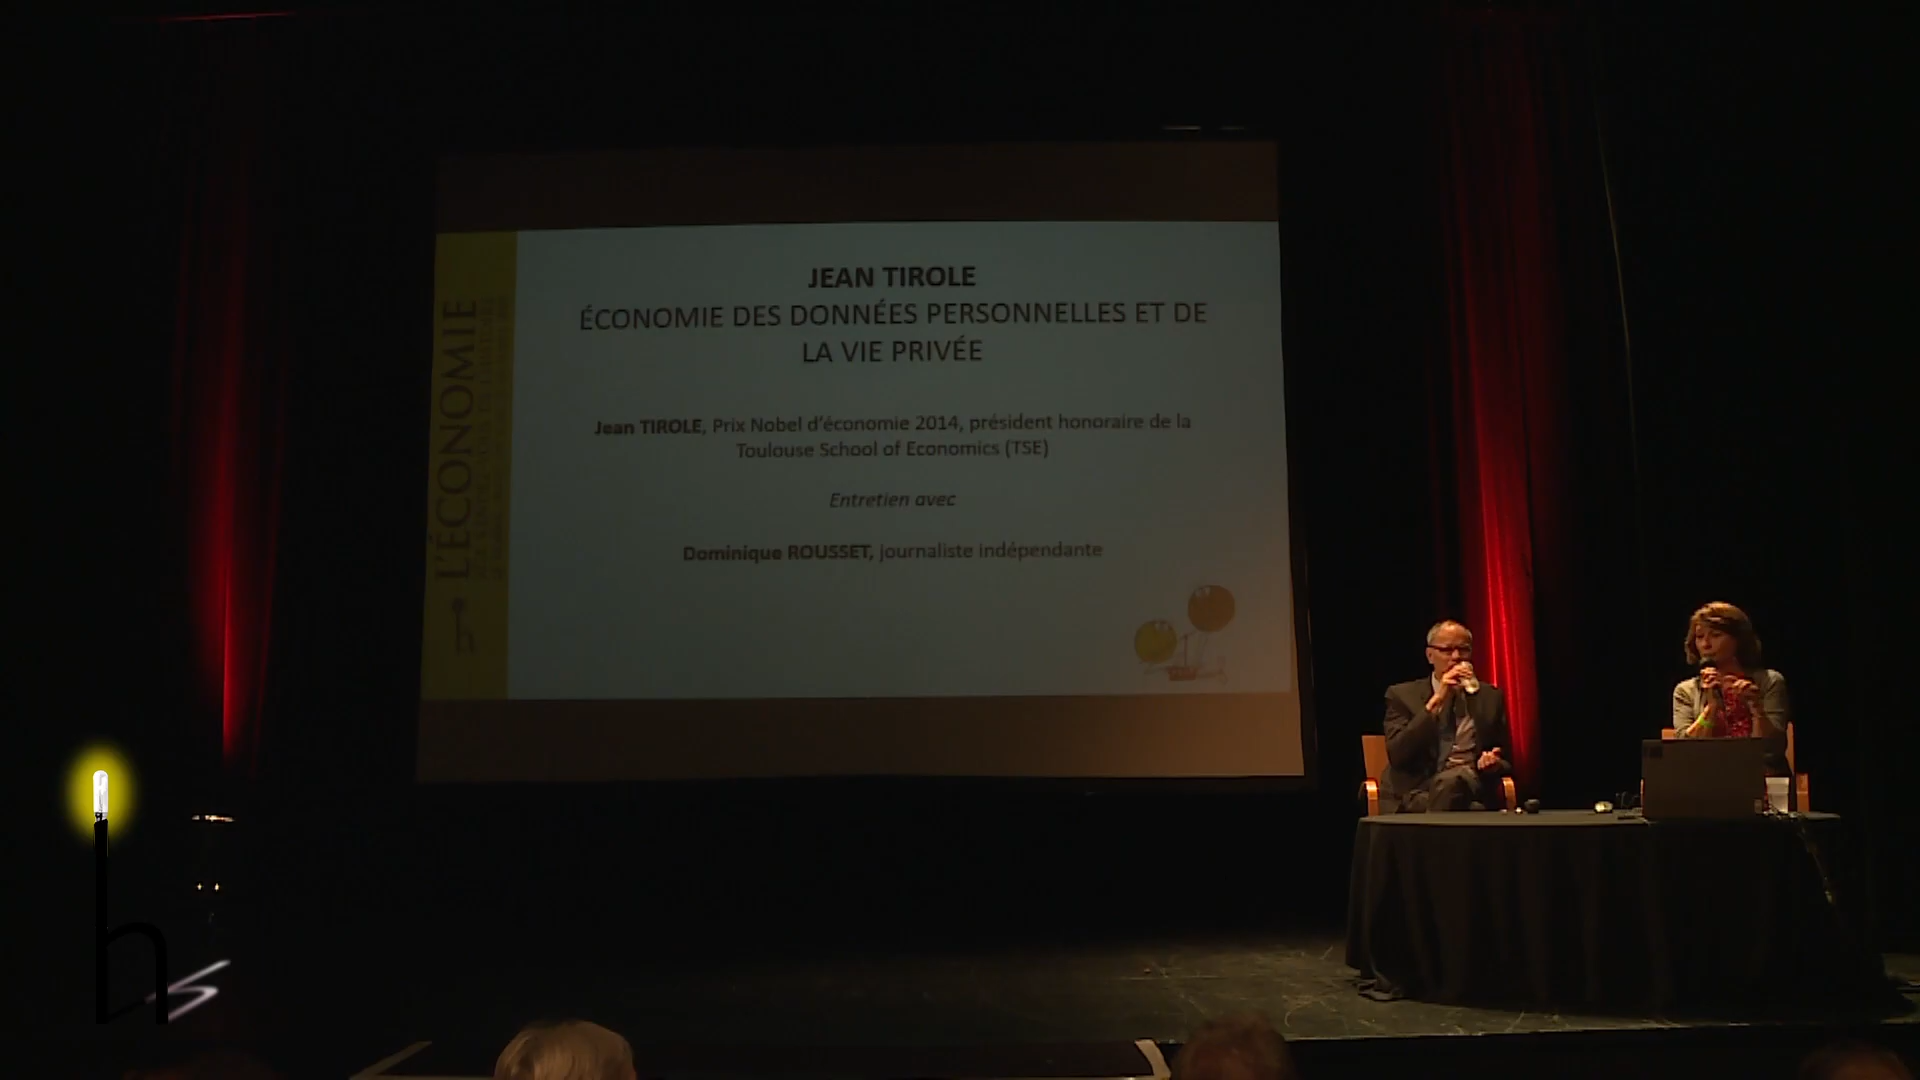 JEAN TIROLE
ÉCONOMIE DES DONNÉES PERSONNELLES ET DE
LA VIE PRIVÉE
Jean TIROLE, Prix Nobel d'économie 2014, président honoraire de la
Toulouse School of Economics (TSE)
Entretien avec
Dominique ROUSSET, journaliste indépendante
L'ÉCONOMIE